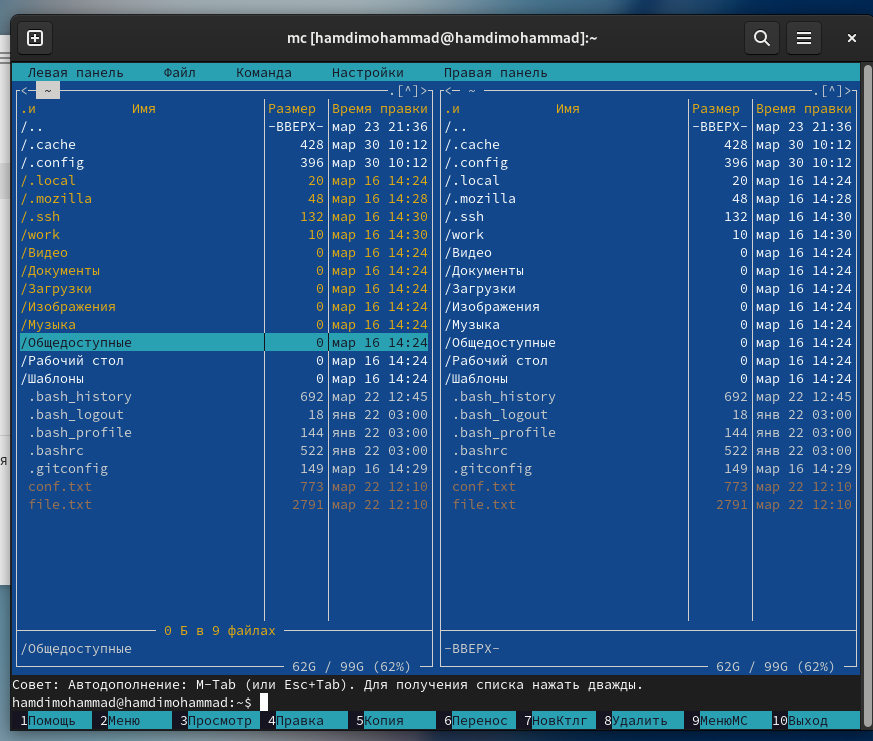 mc [hamdimohammad@hamdimohammad]:~
Левая панель Файл Команда Настройки Правая панель
<— ~ .[^]> <— ~ .[^]>
.и Имя Размер Время правки .и Имя Размер Время правки
/.. -ВВЕРХ- мар 23 21:36 /.. -ВВЕРХ- мар 23 21:36
/.cache 428 мар 30 10:12 /.cache 428 мар 30 10:12
/.config 396 мар 30 10:12 /.config 396 мар 30 10:12
/.local 20 мар 16 14:24 /.local 20 мар 16 14:24
/.mozilla 48 мар 16 14:28 /.mozilla 48 мар 16 14:28
/.ssh 132 мар 16 14:30 /.ssh 132 мар 16 14:30
/work 10 мар 16 14:30 /work 10 мар 16 14:30
/Видео 0 мар 16 14:24 /Видео 0 мар 16 14:24
/Документы 0 мар 16 14:24 /Документы 0 мар 16 14:24
/Загрузки 0 мар 16 14:24 /Загрузки 0 мар 16 14:24
/Изображения 0 мар 16 14:24 /Изображения 0 мар 16 14:24
/Музыка 0 мар 16 14:24 /Музыка 0 мар 16 14:24
/Общедоступные 0 мар 16 14:24 /Общедоступные 0 мар 16 14:24
/Рабочий стол 0 мар 16 14:24 /Рабочий стол 0 мар 16 14:24
/Шаблоны 0 мар 16 14:24 /Шаблоны 0 мар 16 14:24
.bash_history 692 мар 22 12:45 .bash_history 692 мар 22 12:45
.bash_logout 18 янв 22 03:00 .bash_logout 18 янв 22 03:00
.bash_profile 144 янв 22 03:00 .bash_profile 144 янв 22 03:00
.bashrc 522 янв 22 03:00 .bashrc 522 янв 22 03:00
.gitconfig 149 мар 16 14:29 .gitconfig 149 мар 16 14:29
conf.txt 773 мар 22 12:10 conf.txt 773 мар 22 12:10
file.txt 2791 мар 22 12:10 file.txt 2791 мар 22 12:10
0 Б в 9 файлах
/Общедоступные -ВВЕРХ-
62G / 99G (62%) 62G / 99G (62%)
Совет: Автодополнение: M-Tab (или Esc+Tab). Для получения списка нажать дважды.
hamdimohammad@hamdimohammad:~$
1Помощь 2Меню 3Просмотр 4Правка 5Копия 6Перенос 7НовКтлг 8Удалить 9МенюMC 10Выход
я